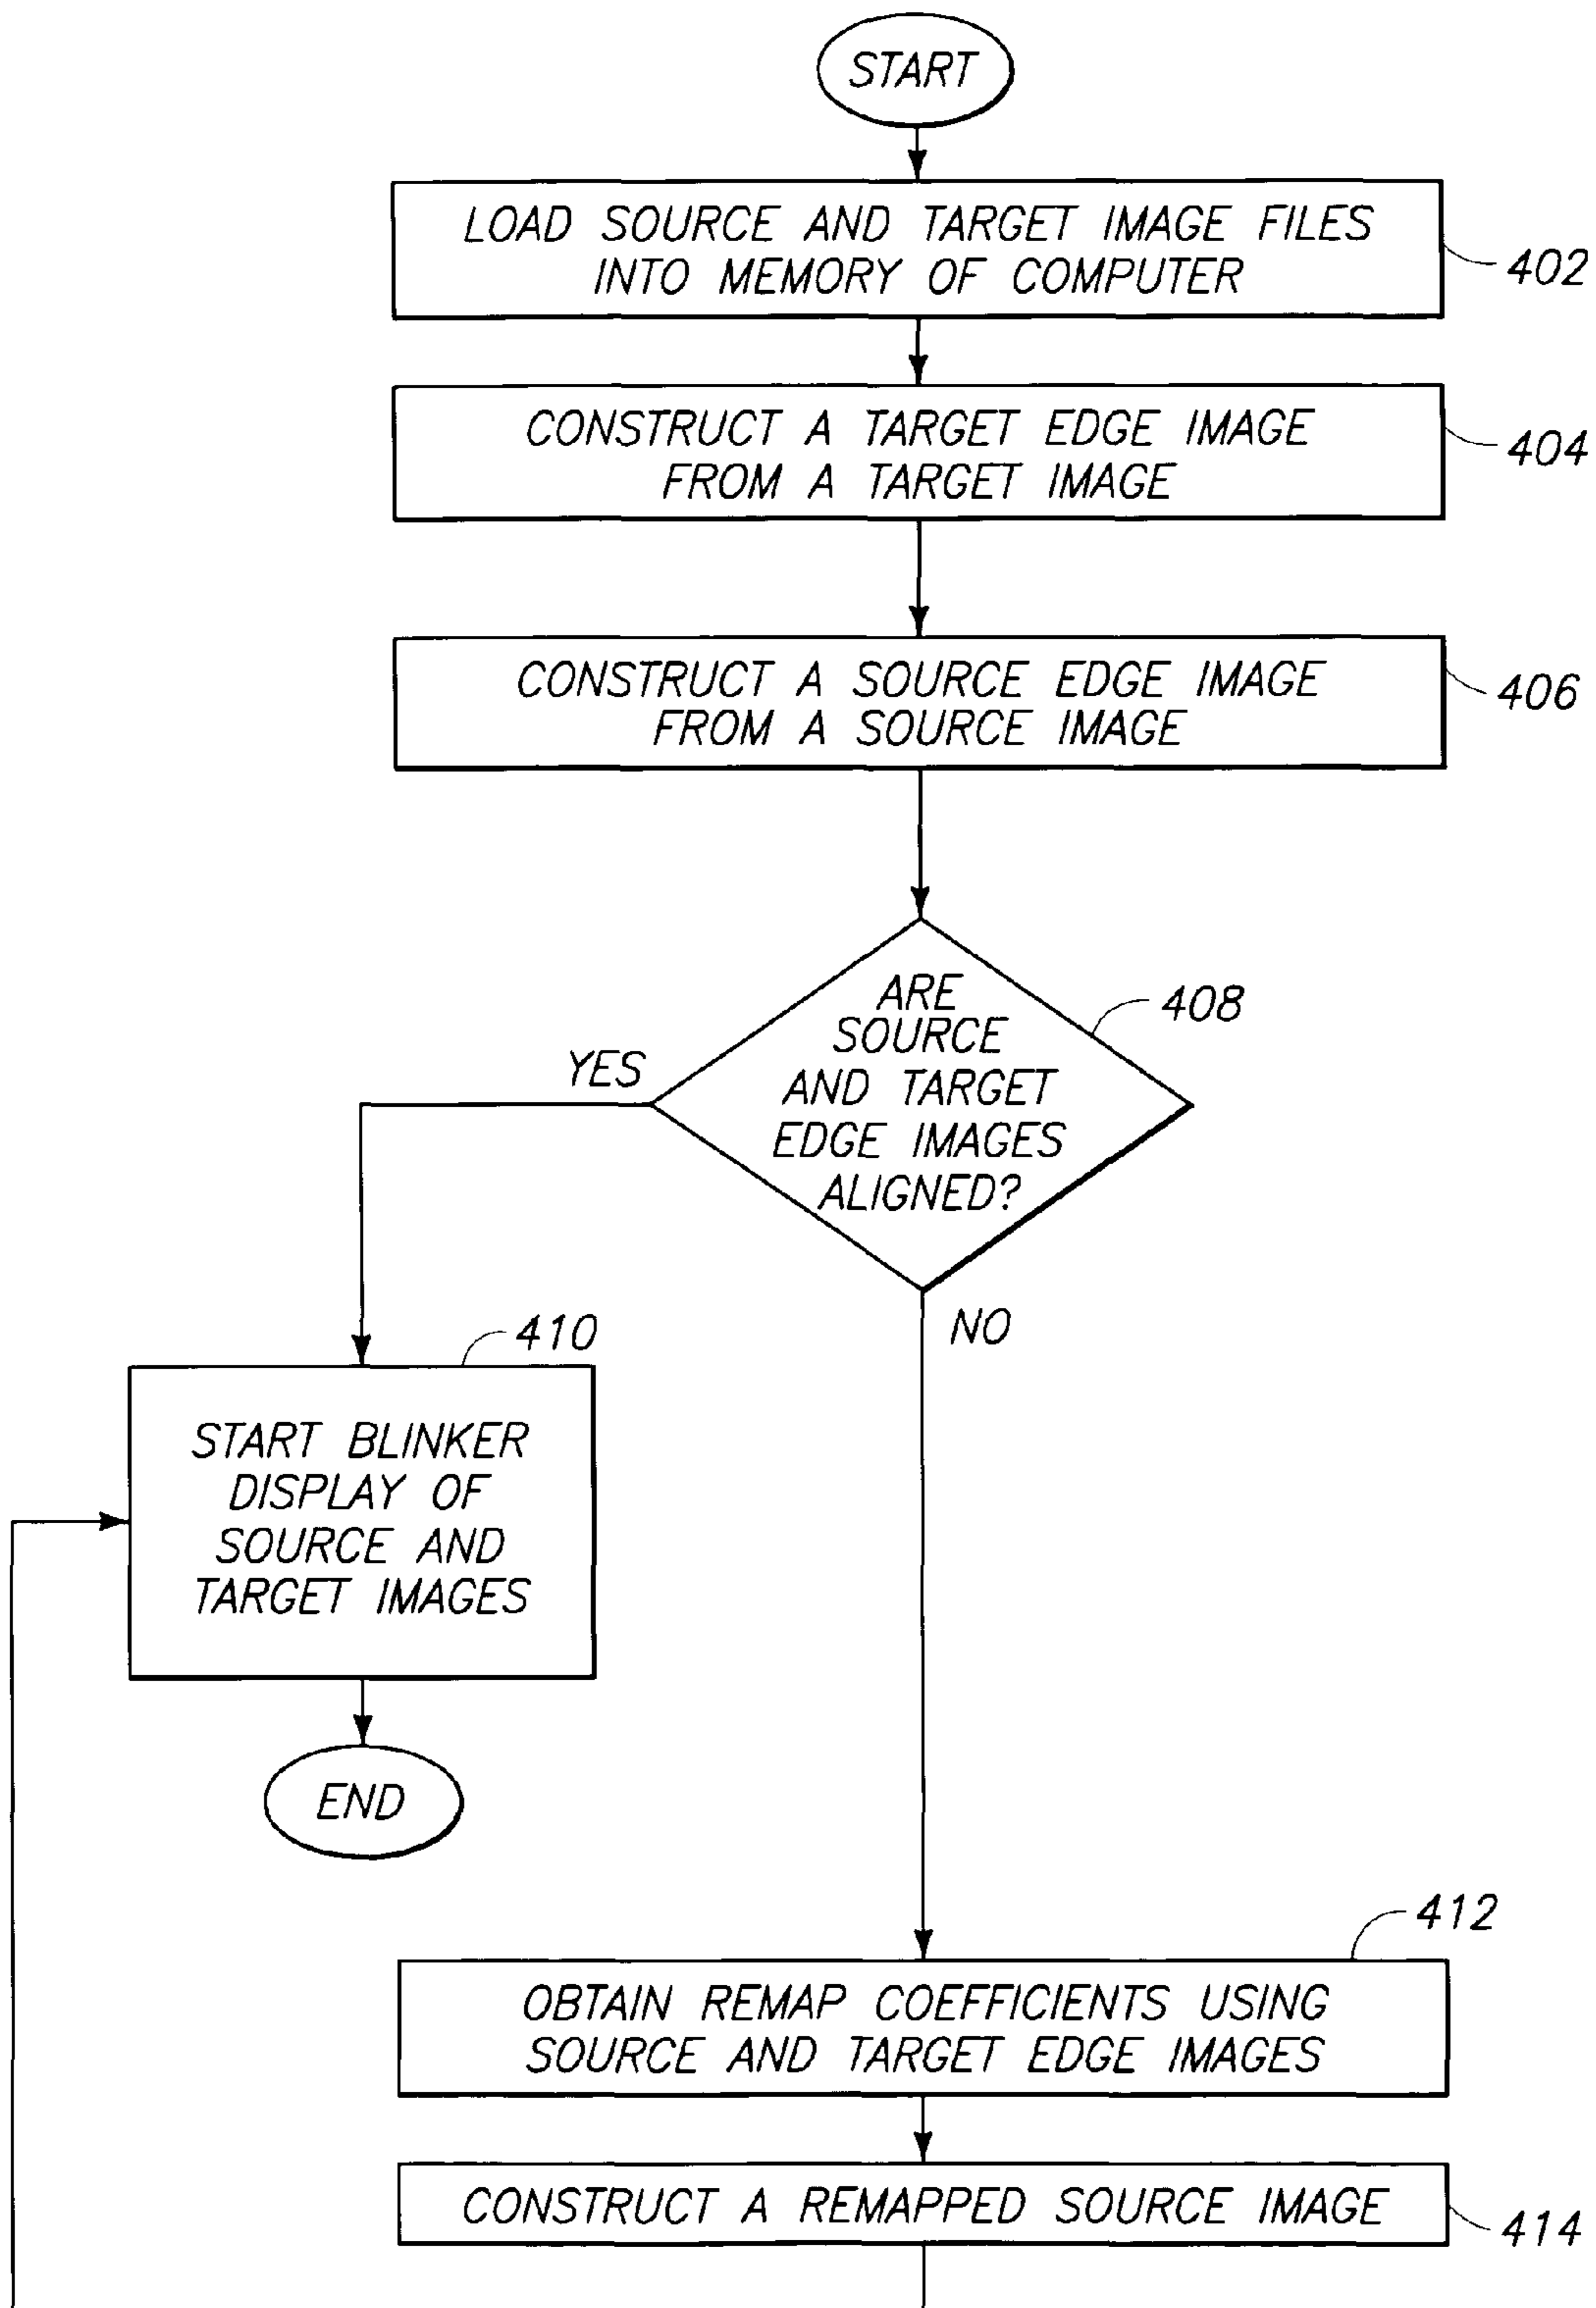 START
LOAD SOURCE AND TARGET IMAGE FILES
INTO MEMORY OF COMPUTER
402
CONSTRUCT A TARGET EDGE IMAGE
FROM A TARGET IMAGE
404
CONSTRUCT A SOURCE EDGE IMAGE
FROM A SOURCE IMAGE
406
ARE
SOURCE
AND TARGET
EDGE IMAGES
ALIGNED?
408
YES
NO
410
START BLINKER
DISPLAY OF
SOURCE AND
TARGET IMAGES
END
412
OBTAIN REMAP COEFFICIENTS USING
SOURCE AND TARGET EDGE IMAGES
CONSTRUCT A REMAPPED SOURCE IMAGE
414